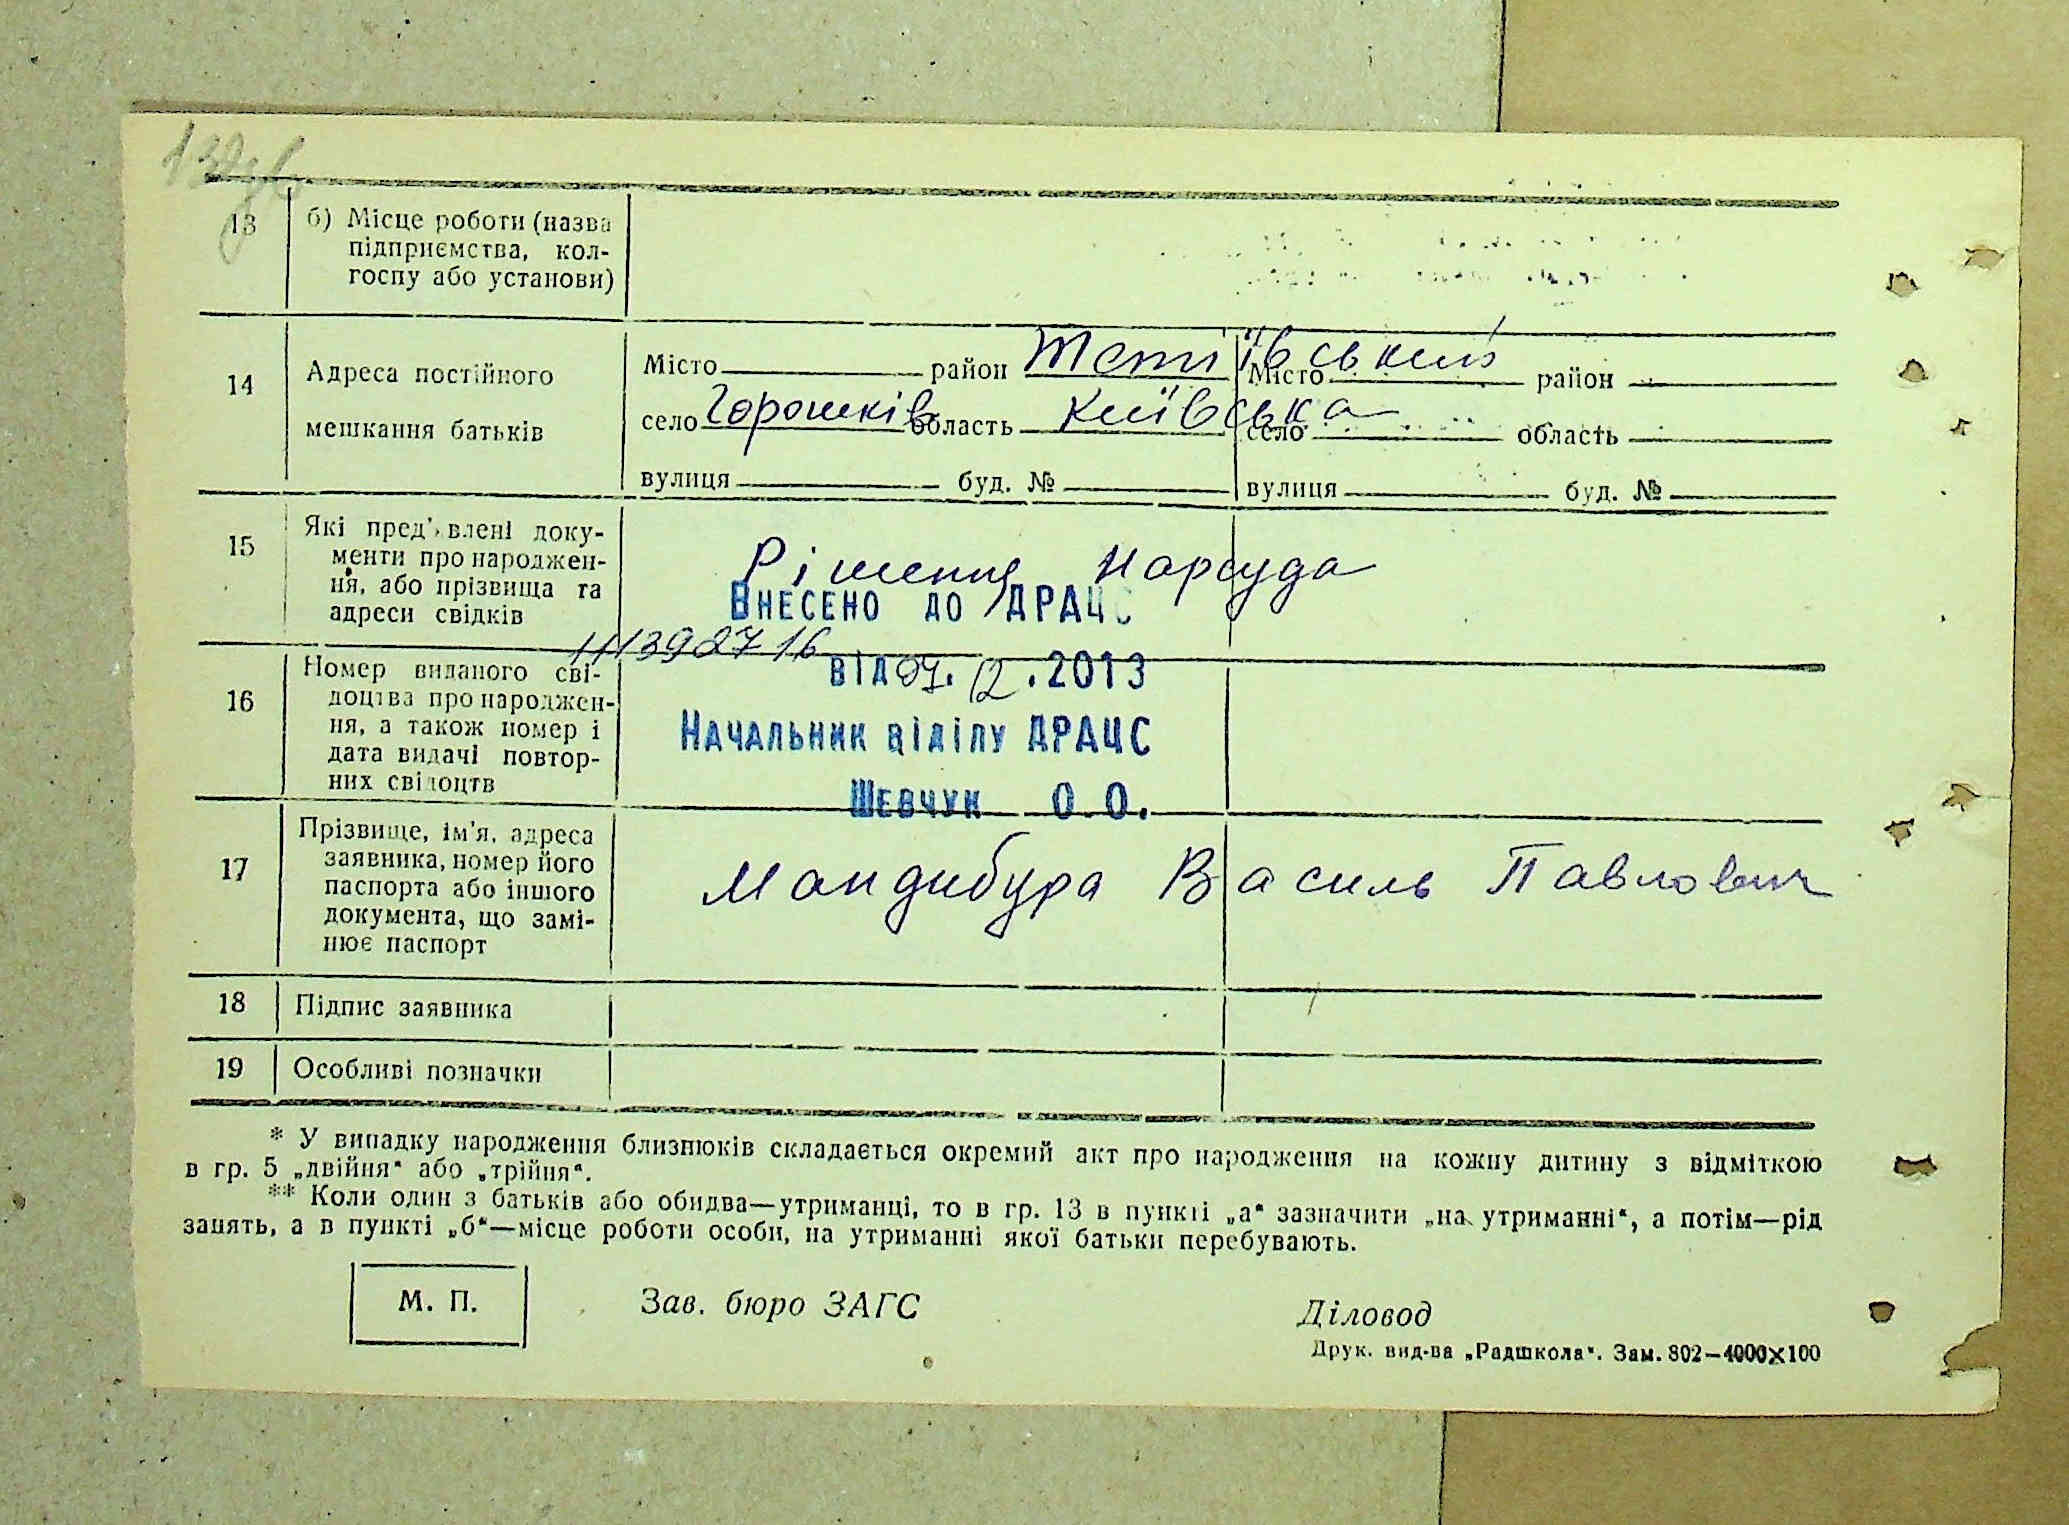 13 б) Місце роботи (назва
підприємства, кол-
госпу або установи)
14 Адреса постійного
мешкання батьків
Місто район Тетіївський Місто район
село Горошків область Київська село область
вулиця буд. № вулиця буд. №
15 Які пред'влені доку-
менти про народжен-
ня, або прізвища та
адреси свідків
Рішення Нарсуда
Внесено до ДРАЦС
111392716
від 07.12.2013
16 Номер виданого сві-
доцтва про народжен-
ня, а також номер і
дата видачі повтор-
них свідоцтв
Начальник відділу ДРАЦС
Шевчук О.О.
17 Прізвище, ім'я, адреса
заявника, номер його
паспорта або іншого
документа, що замі-
нює паспорт
Мандибура Василь Павлович
18 Підпис заявника
19 Особливі позначки
* У випадку народження близнюків складається окремий акт про народження на кожну дитину з відміткою
в гр. 5 „двійня“ або „трійня“.
** Коли один з батьків або обидва—утриманці, то в гр. 13 в пункті „а“ зазначити „на утриманні“, а потім—рід
занять, а в пункті „б“—місце роботи особи, на утриманні якої батьки перебувають.
М. П. Зав. бюро ЗАГС Діловод
Друк. вид-ва „Радшкола“. Зам. 802—4000×100